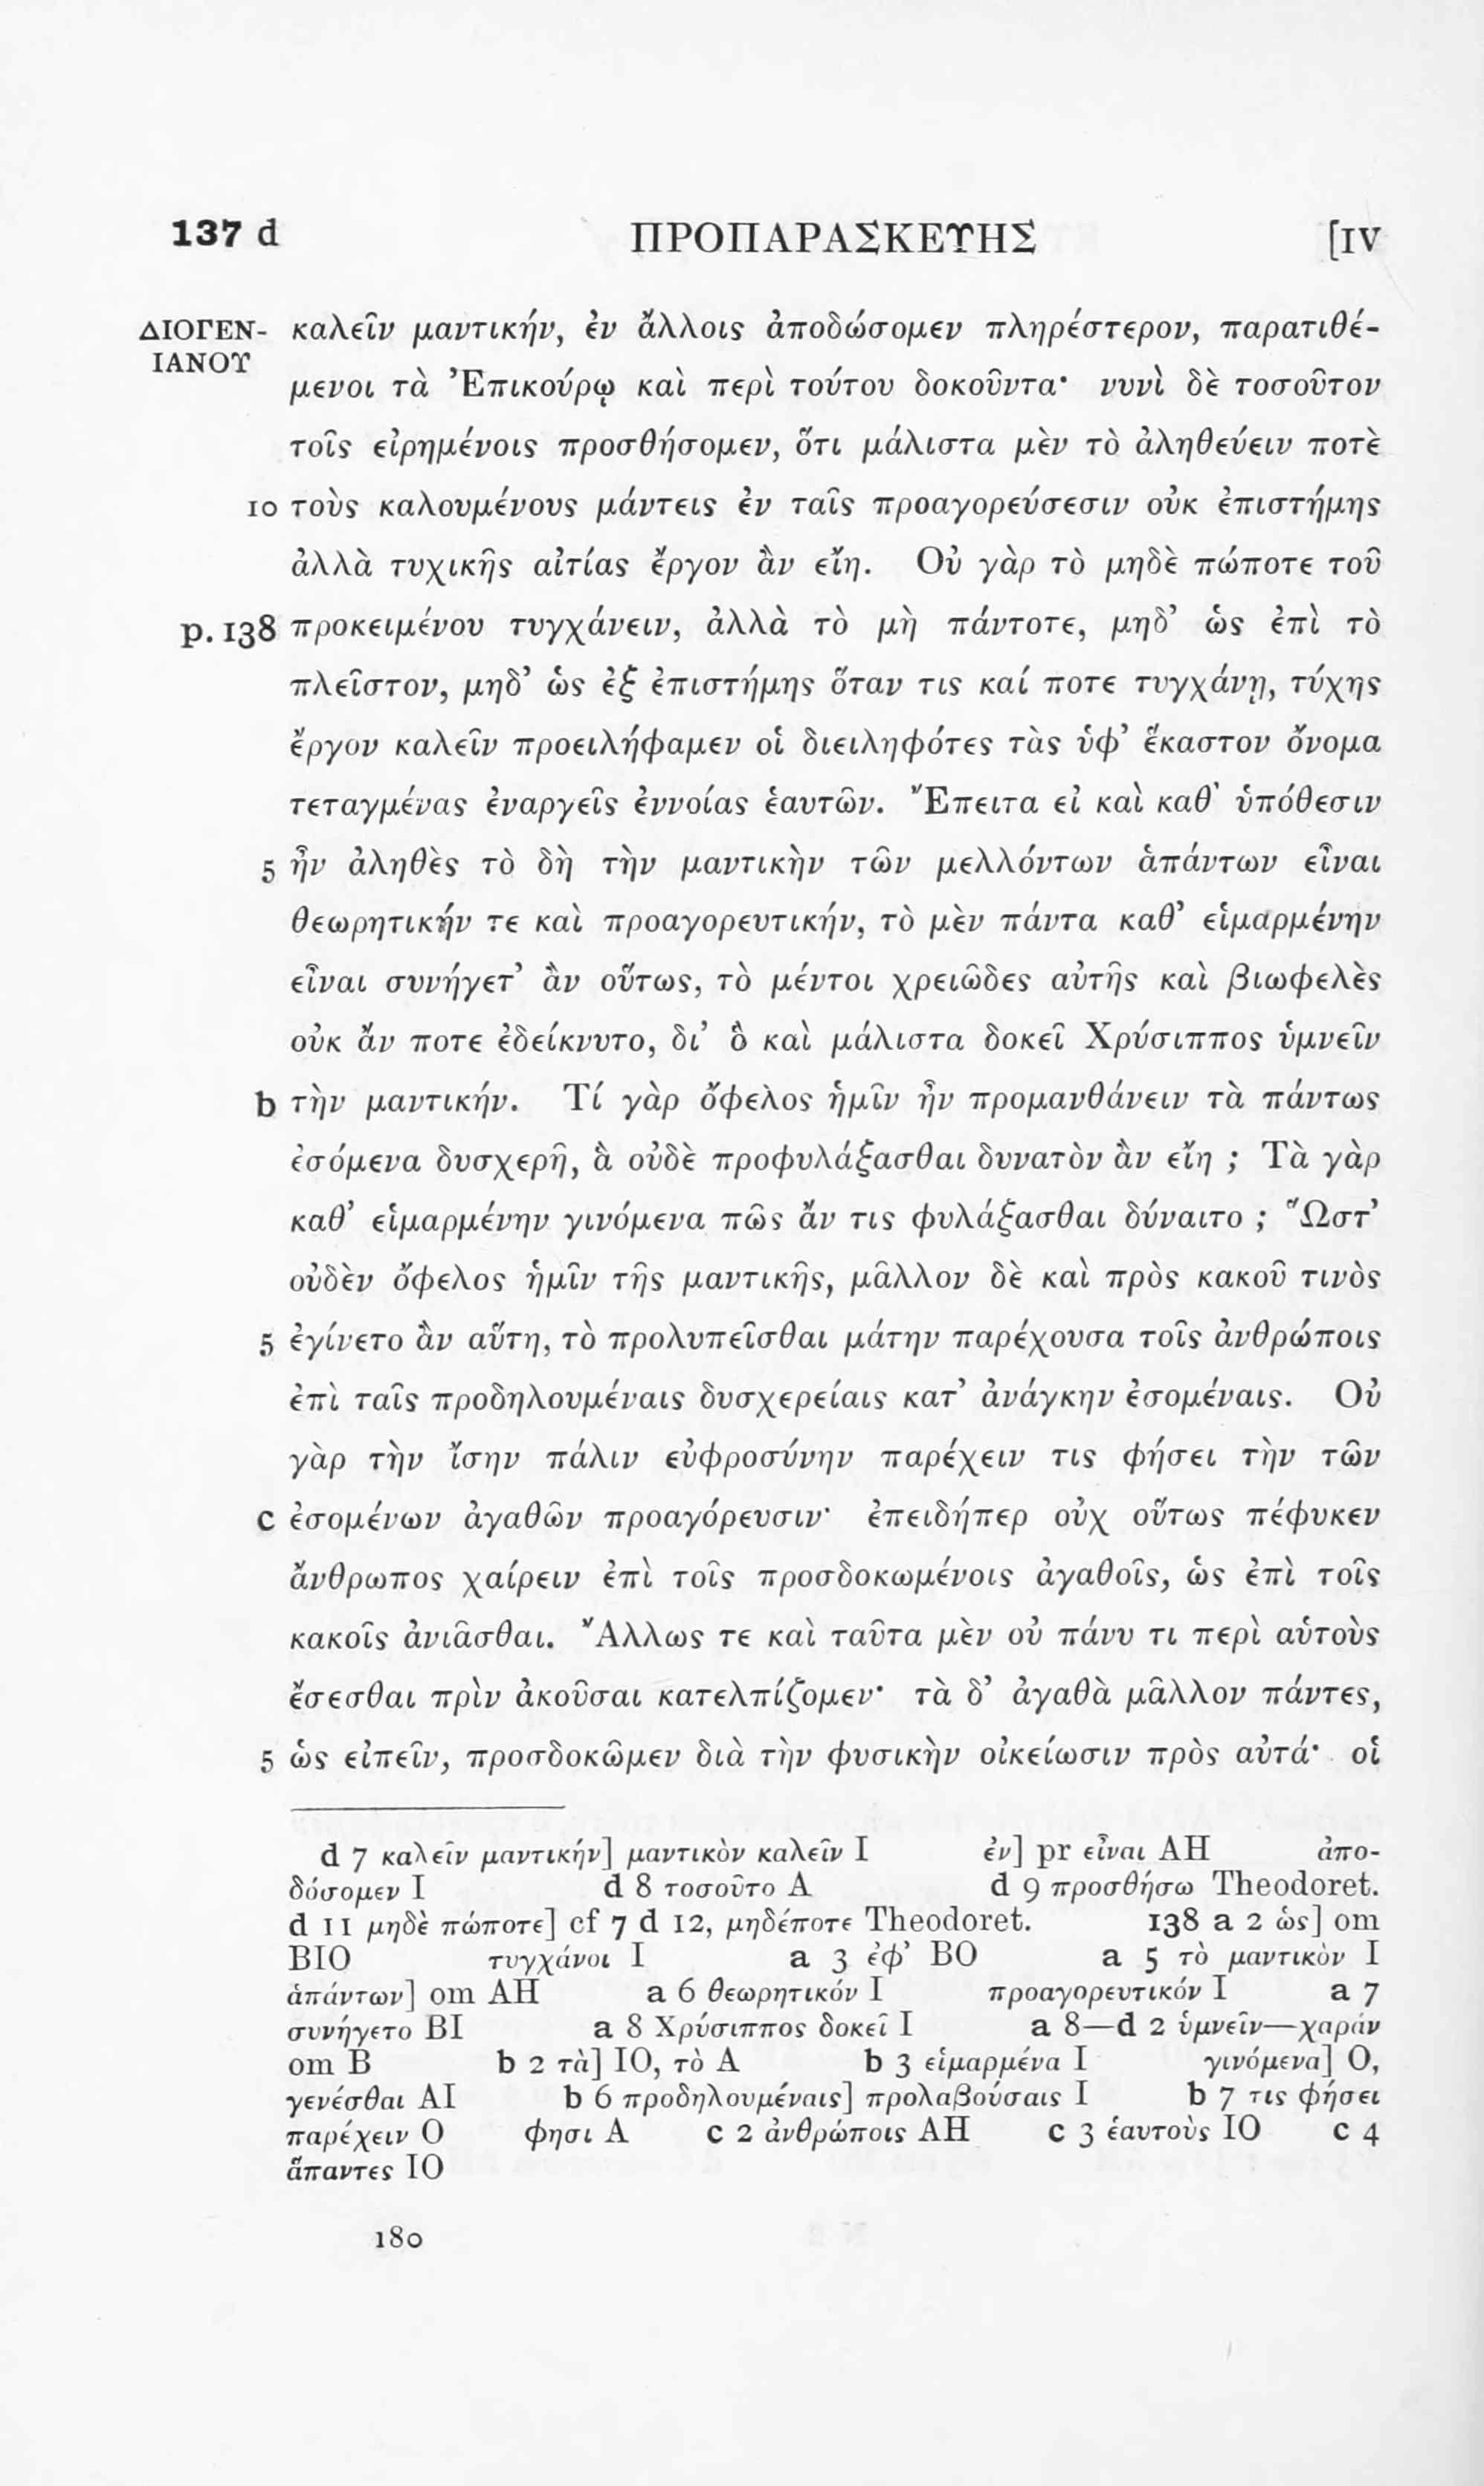 137 d ΠΡΟΠΑΡΑΣΚΕΥΗΣ [IV
ΔΙΟΓΕΝ- καλεῖν μαντικήν, ἐν ἄλλοις ἀποδώσομεν πληρέστερον, παρατιθέ-
ΙΑΝΟΥ
μενοι τὰ Ἐπικούρῳ καὶ περὶ τούτου δοκοῦντα· νυνὶ δὲ τοσοῦτον
τοῖς εἰρημένοις προσθήσομεν, ὅτι μάλιστα μὲν τὸ ἀληθεύειν ποτὲ
10 τοὺς καλουμένους μάντεις ἐν ταῖς προαγορεύσεσιν οὐκ ἐπιστήμης
ἀλλὰ τυχικῆς αἰτίας ἔργον ἂν εἴη. Οὐ γὰρ τὸ μηδὲ πώποτε τοῦ
p. 138 προκειμένου τυγχάνειν, ἀλλὰ τὸ μὴ πάντοτε, μηδ’ ὡς ἐπὶ τὸ
πλεῖστον, μηδ’ ὡς ἐξ ἐπιστήμης ὅταν τις καί ποτε τυγχάνῃ, τύχης
ἔργον καλεῖν προειλήφαμεν οἱ διειληφότες τὰς ὑφ’ ἕκαστον ὄνομα
τεταγμένας ἐναργεῖς ἐννοίας ἑαυτῶν. Ἔπειτα εἰ καὶ καθ’ ὑπόθεσιν
5 ἦν ἀληθὲς τὸ δὴ τὴν μαντικὴν τῶν μελλόντων ἁπάντων εἶναι
θεωρητικήν τε καὶ προαγορευτικήν, τὸ μὲν πάντα καθ’ εἱμαρμένην
εἶναι συνήγετ’ ἂν οὕτως, τὸ μέντοι χρειῶδες αὐτῆς καὶ βιωφελὲς
οὐκ ἄν ποτε ἐδείκνυτο, δι’ ὃ καὶ μάλιστα δοκεῖ Χρύσιππος ὑμνεῖν
b τὴν μαντικήν. Τί γὰρ ὄφελος ἡμῖν ἦν προμανθάνειν τὰ πάντως
ἐσόμενα δυσχερῆ, ἃ οὐδὲ προφυλάξασθαι δυνατὸν ἂν εἴη ; Τὰ γὰρ
καθ’ εἱμαρμένην γινόμενα πῶς ἄν τις φυλάξασθαι δύναιτο ; Ὥστ’
οὐδὲν ὄφελος ἡμῖν τῆς μαντικῆς, μᾶλλον δὲ καὶ πρὸς κακοῦ τινὸς
5 ἐγίνετο ἂν αὕτη, τὸ προλυπεῖσθαι μάτην παρέχουσα τοῖς ἀνθρώποις
ἐπὶ ταῖς προδηλουμέναις δυσχερείαις κατ’ ἀνάγκην ἐσομέναις. Οὐ
γὰρ τὴν ἴσην πάλιν εὐφροσύνην παρέχειν τις φήσει τὴν τῶν
c ἐσομένων ἀγαθῶν προαγόρευσιν· ἐπειδήπερ οὐχ οὕτως πέφυκεν
ἄνθρωπος χαίρειν ἐπὶ τοῖς προσδοκωμένοις ἀγαθοῖς, ὡς ἐπὶ τοῖς
κακοῖς ἀνιᾶσθαι. Ἄλλως τε καὶ ταῦτα μὲν οὐ πάνυ τι περὶ αὑτοὺς
ἔσεσθαι πρὶν ἀκοῦσαι κατελπίζομεν· τὰ δ’ ἀγαθὰ μᾶλλον πάντες,
5 ὡς εἰπεῖν, προσδοκῶμεν διὰ τὴν φυσικὴν οἰκείωσιν πρὸς αὐτά· οἱ
d 7 καλεῖν μαντικήν] μαντικὸν καλεῖν I ἐν] pr εἶναι AH ἀπο-
δόσομεν I d 8 τοσοῦτο A d 9 προσθήσω Theodoret.
d 11 μηδὲ πώποτε] cf 7 d 12, μηδέποτε Theodoret. 138 a 2 ὡς] om
BIO τυγχάνοι I a 3 ἐφ’ BO a 5 τὸ μαντικὸν I
ἁπάντων] om AH a 6 θεωρητικόν I προαγορευτικόν I a 7
συνήγετο BI a 8 Χρύσιππος δοκεῖ I a 8—d 2 ὑμνεῖν—χαράν
om B b 2 τὰ] IO, τὸ A b 3 εἱμαρμένα I γινόμενα] O,
γενέσθαι AI b 6 προδηλουμέναις] προλαβούσαις I b 7 τις φήσει
παρέχειν O φησι A c 2 ἀνθρώποις AH c 3 ἑαυτοὺς IO c 4
ἅπαντες IO
180